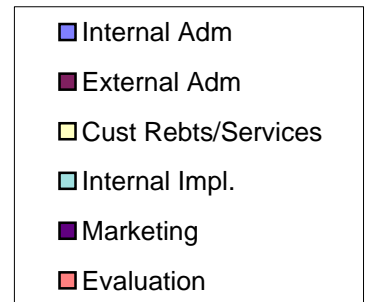 Internal Adm
External Adm
Cust Rebts/Services
Internal Impl.
Marketing
Evaluation